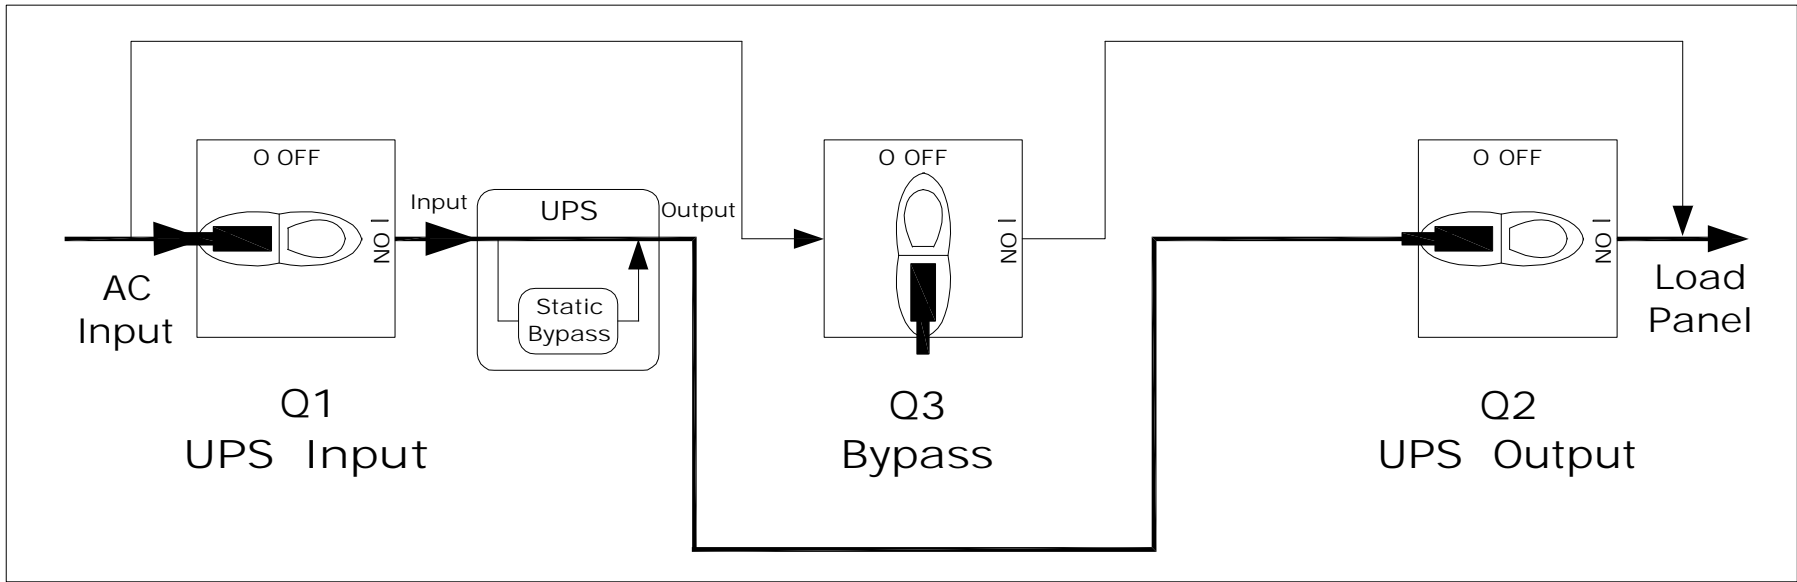 O OFF
I ON
AC
Input
Q1
UPS Input
Input
UPS
Output
Static
Bypass
O OFF
I ON
Q3
Bypass
O OFF
I ON
Q2
UPS Output
Load
Panel